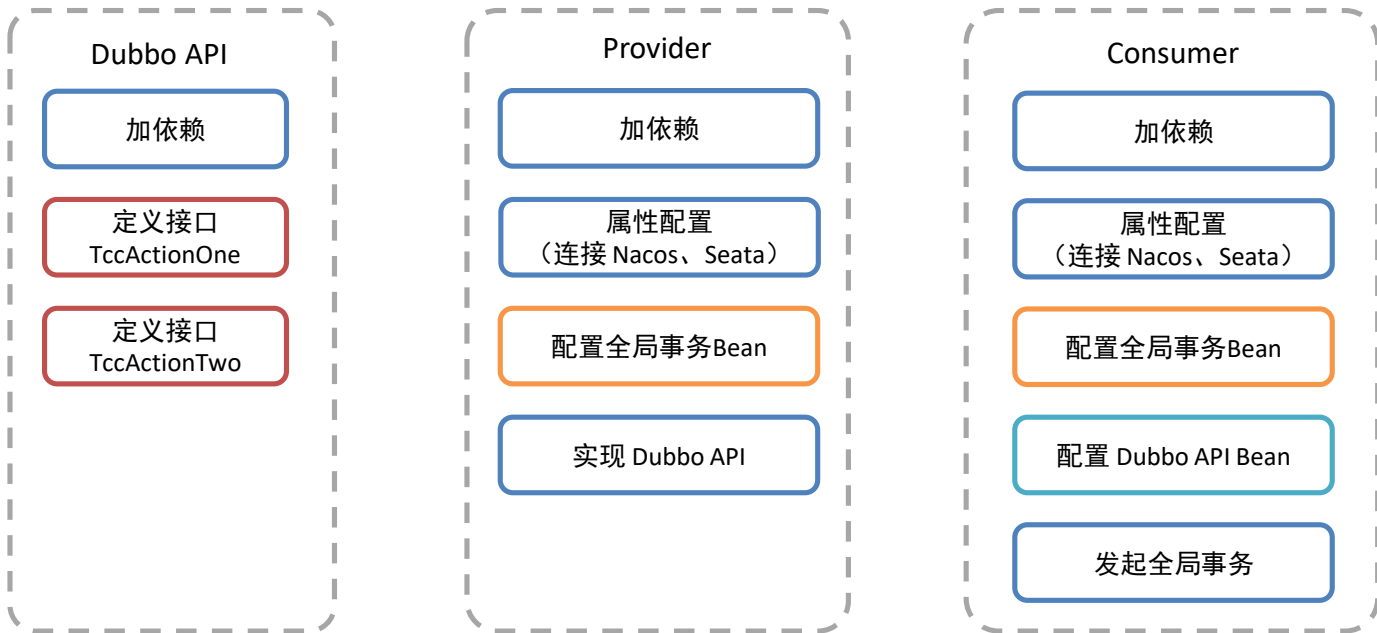 Dubbo API
加依赖
定义接口
TccActionOne
定义接口
TccActionTwo
Provider
加依赖
属性配置
（连接 Nacos、Seata）
配置全局事务Bean
实现 Dubbo API
Consumer
加依赖
属性配置
（连接 Nacos、Seata）
配置全局事务Bean
配置 Dubbo API Bean
发起全局事务